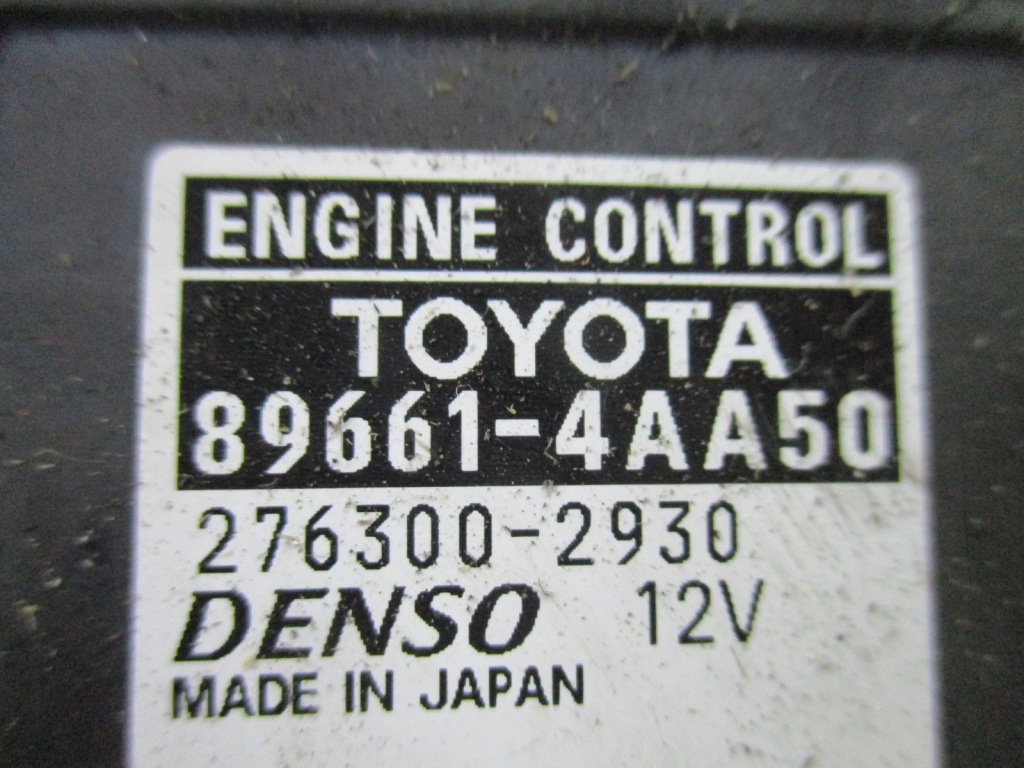 ENGINE CONTROL
TOYOTA
89661-4AA50
276300-2930
DENSO 12V
MADE IN JAPAN